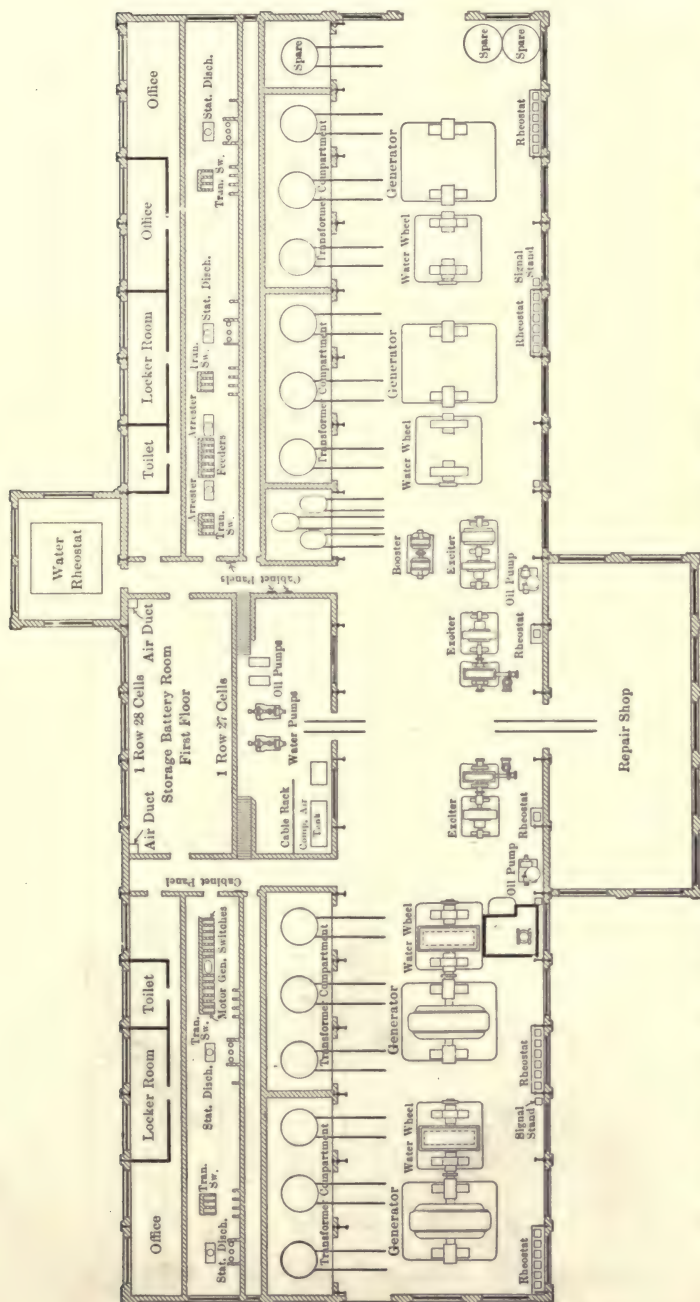 Office
Locker Room
Toilet
Air Duct
1 Row 28 Cells
Storage Battery Room
First Floor
1 Row 27 Cells
Air Duct
Water
Rheostat
Toilet
Locker Room
Office
Office
Stat. Disch.
Tran.
Sw.
Stat. Disch.
Tran.
Sw.
Motor Gen. Switches
Cabinet Panel
Cable Rack
Comp. Air
Tank
Water Pumps
Oil Pumps
Cabinet Panels
Tran.
Sw.
Arrester
Feeders
Arrester
Tran.
Sw.
Stat. Disch.
Tran. Sw.
Stat. Disch.
Transformer Compartment
Transformer Compartment
Transformer Compartment
Transformer Compartment
Spare
Generator
Water Wheel
Generator
Water Wheel
Exciter
Exciter
Booster
Exciter
Water Wheel
Generator
Water Wheel
Generator
Spare
Spare
Rheostat
Signal
Stand
Rheostat
Oil Pump
Rheostat
Rheostat
Oil Pump
Rheostat
Signal
Stand
Rheostat
Repair Shop